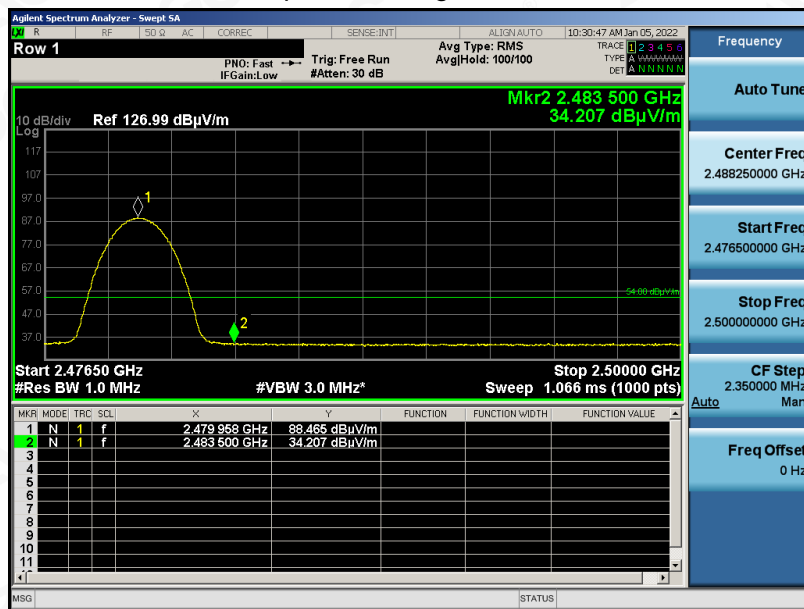 Agilent Spectrum Analyzer - Swept SA
LXI R RF 50 Ω AC CORREC SENSE:INT ALIGN AUTO 10:30:47 AM Jan 05, 2022
Row 1
PNO: Fast Trig: Free Run
IFGain:Low #Atten: 30 dB
Avg Type: RMS
Avg|Hold: 100/100
TRACE 1 2 3 4 5 6
TYPE A
DET A N N N N N
Mkr2 2.483 500 GHz
34.207 dBµV/m
10 dB/div Ref 126.99 dBµV/m
Log
117
107
97.0
87.0
77.0
67.0
57.0
47.0
37.0
1
2
54.00 dBµV/m
Start 2.47650 GHz Stop 2.50000 GHz
#Res BW 1.0 MHz #VBW 3.0 MHz* Sweep 1.066 ms (1000 pts)
MKR MODE TRC SCL X Y FUNCTION FUNCTION WIDTH FUNCTION VALUE
1 N 1 f 2.479 958 GHz 88.465 dBµV/m
2 N 1 f 2.483 500 GHz 34.207 dBµV/m
3
4
5
6
7
8
9
10
11
MSG STATUS
Frequency
Auto Tune
Center Freq
2.488250000 GHz
Start Freq
2.476500000 GHz
Stop Freq
2.500000000 GHz
CF Step
2.350000 MHz
Auto Man
Freq Offset
0 Hz